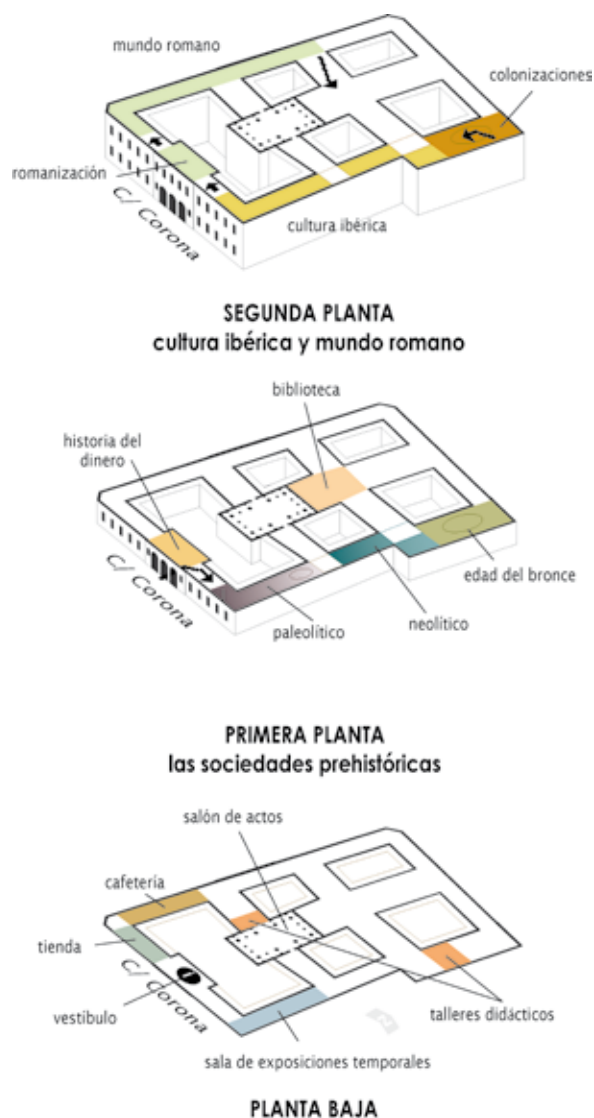 mundo romano
colonizaciones
romanización
C/ Corona
cultura ibérica
SEGUNDA PLANTA
cultura ibérica y mundo romano
biblioteca
historia del
dinero
C/ Corona
edad del bronce
neolítico
paleolítico
PRIMERA PLANTA
las sociedades prehistóricas
salón de actos
cafetería
tienda
C/ Corona
i
vestíbulo
talleres didácticos
sala de exposiciones temporales
PLANTA BAJA